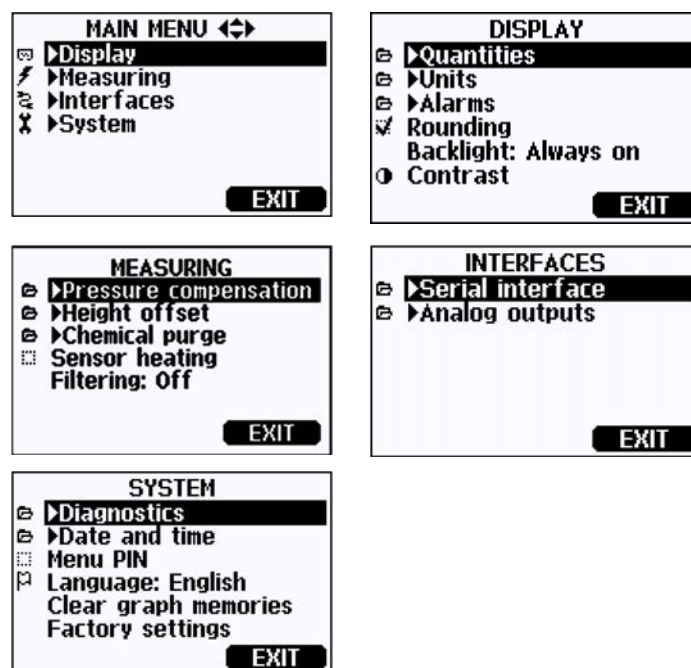 MAIN MENU
▶Display
▶Measuring
▶Interfaces
▶System
EXIT
DISPLAY
▶Quantities
▶Units
▶Alarms
Rounding
Backlight: Always on
Contrast
EXIT
MEASURING
▶Pressure compensation
▶Height offset
▶Chemical purge
Sensor heating
Filtering: Off
EXIT
INTERFACES
▶Serial interface
▶Analog outputs
EXIT
SYSTEM
▶Diagnostics
▶Date and time
Menu PIN
Language: English
Clear graph memories
Factory settings
EXIT